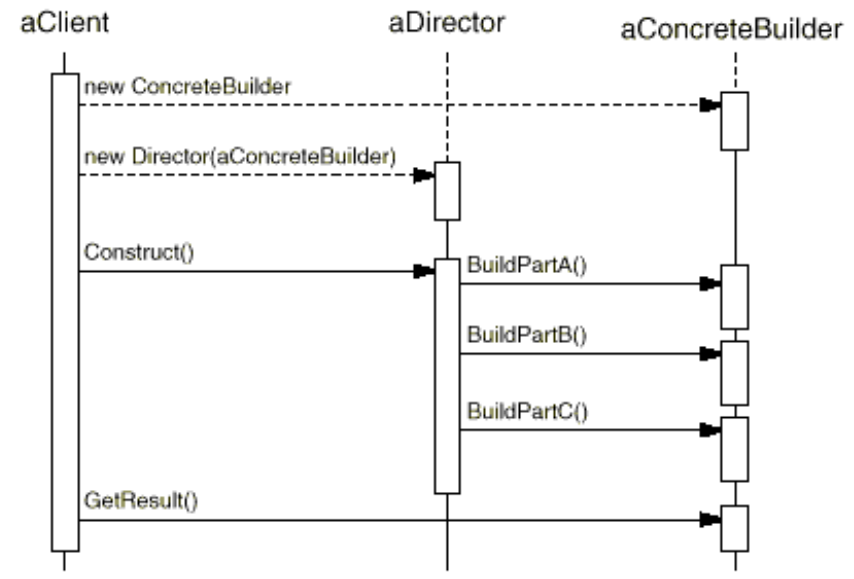 aClient
aDirector
aConcreteBuilder
new ConcreteBuilder
new Director(aConcreteBuilder)
Construct()
BuildPartA()
BuildPartB()
BuildPartC()
GetResult()